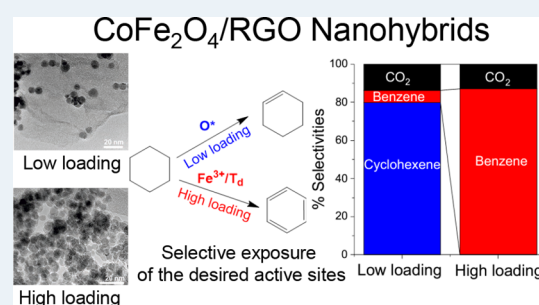 CoFe₂O₄/RGO Nanohybrids
20 nm
Low loading
20 nm
High loading
O*
Low loading
Fe³⁺/T_d
High loading
Selective exposure
of the desired active sites
% Selectivities
100
80
60
40
20
0
CO₂
Benzene
Cyclohexene
CO₂
Benzene
Low loading
High loading